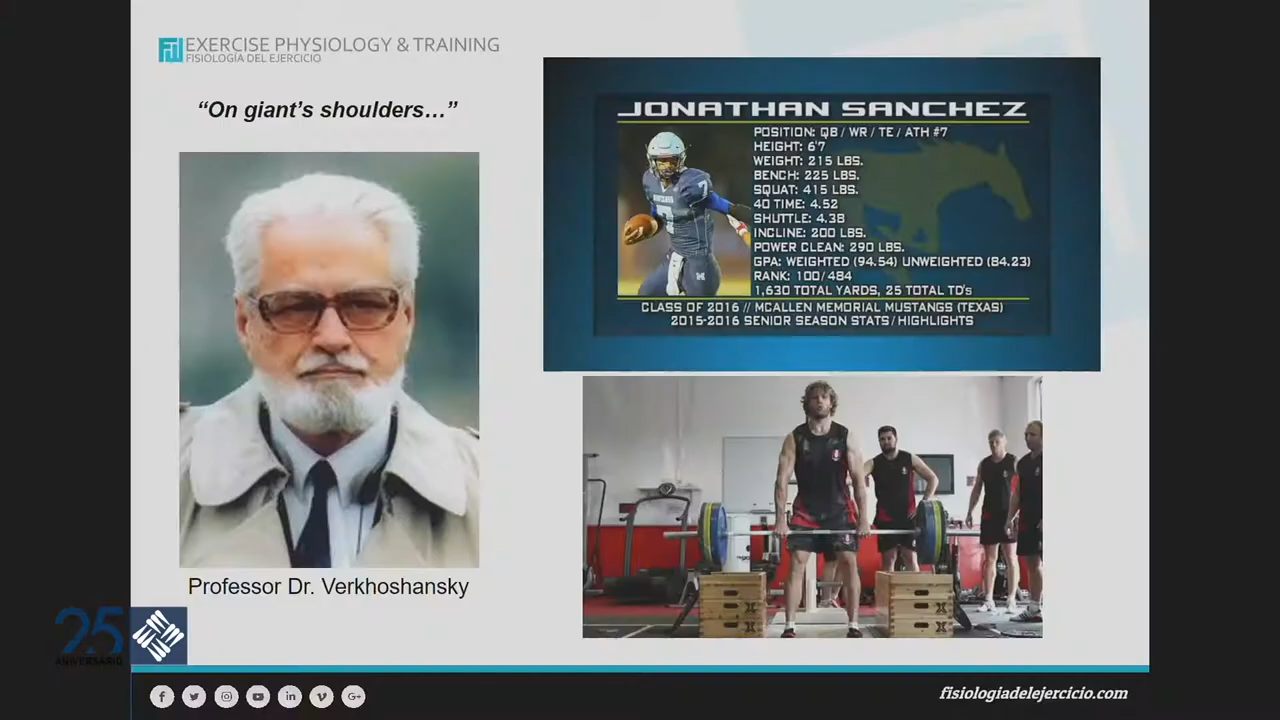 EXERCISE PHYSIOLOGY & TRAINING
FISIOLOGÍA DEL EJERCICIO
“On giant’s shoulders…”
Professor Dr. Verkhoshansky
JONATHAN SANCHEZ
POSITION: QB / WR / TE / ATH #7
HEIGHT: 6'7
WEIGHT: 215 LBS.
BENCH: 225 LBS.
SQUAT: 415 LBS.
40 TIME: 4.52
SHUTTLE: 4.38
INCLINE: 200 LBS.
POWER CLEAN: 290 LBS.
GPA: WEIGHTED (94.54) UNWEIGHTED (84.23)
RANK: 100/484
1,630 TOTAL YARDS, 25 TOTAL TD's
CLASS OF 2016 // MCALLEN MEMORIAL MUSTANGS (TEXAS)
2015-2016 SENIOR SEASON STATS/HIGHLIGHTS
7
25
ANIVERSARIO
fisiologiadelejercicio.com